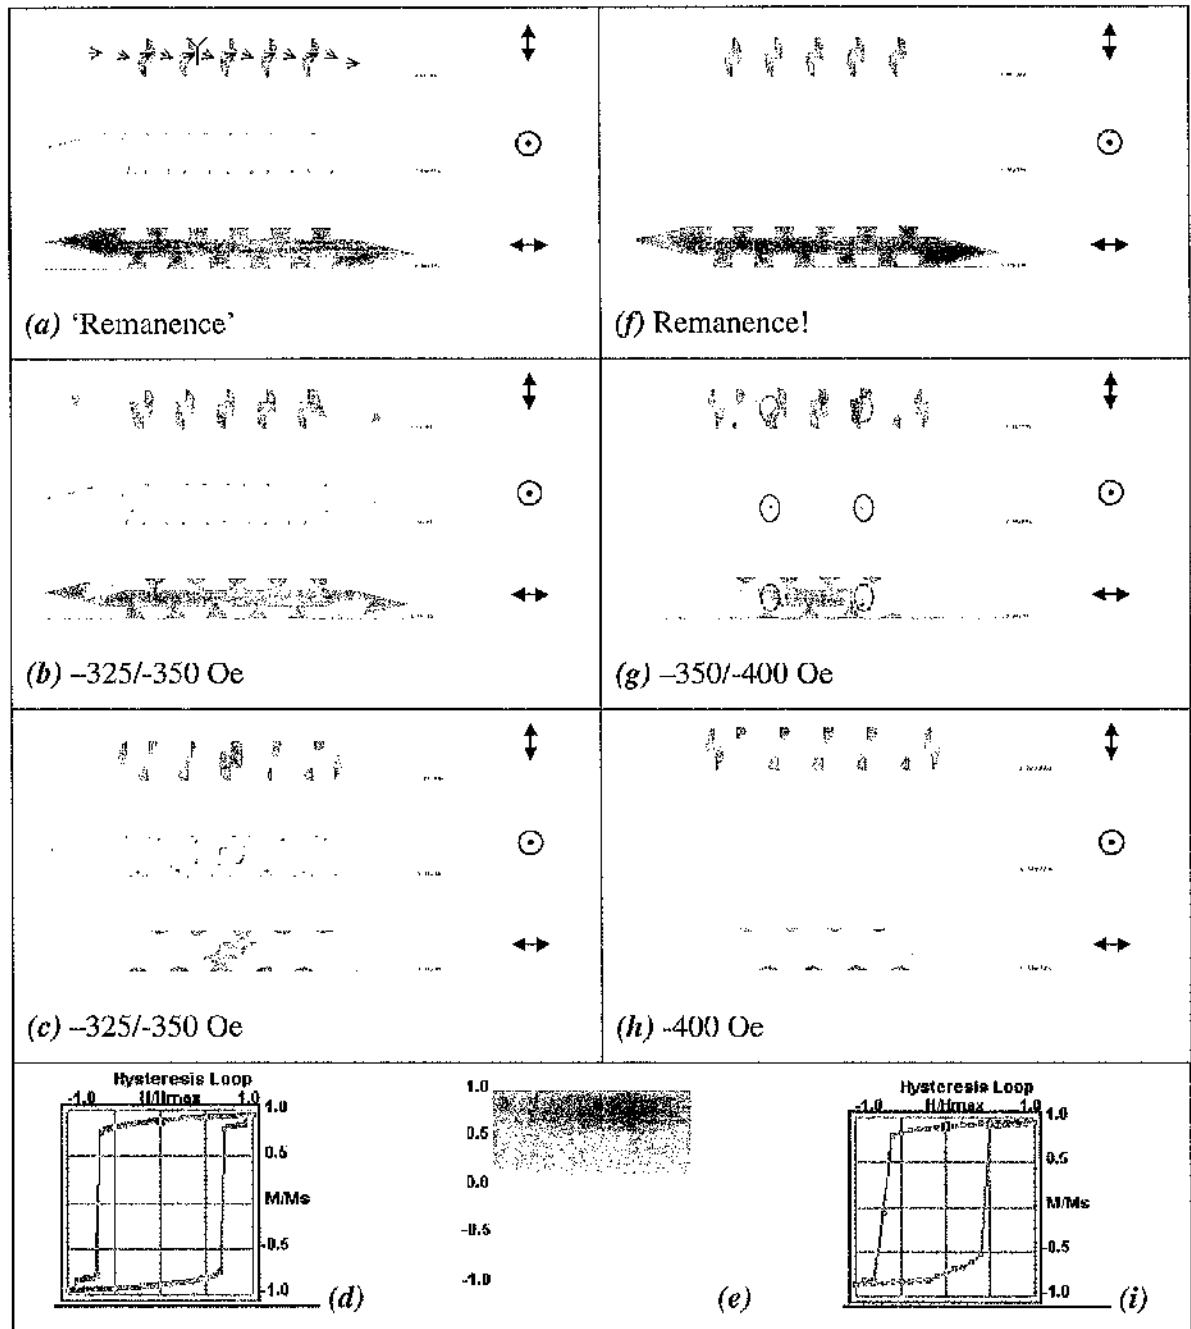 (a) 'Remanence'
(f) Remanence!
(b) –325/-350 Oe
(g) –350/-400 Oe
(c) –325/-350 Oe
(h) -400 Oe
Hysteresis Loop
-1.0 H/Hmax 1.0
1.0
0.5
M/Ms
-0.5
-1.0
(d)
1.0
0.5
0.0
-0.5
-1.0
(e)
Hysteresis Loop
-1.0 H/Hmax 1.0
1.0
0.5
M/Ms
-0.5
-1.0
(i)